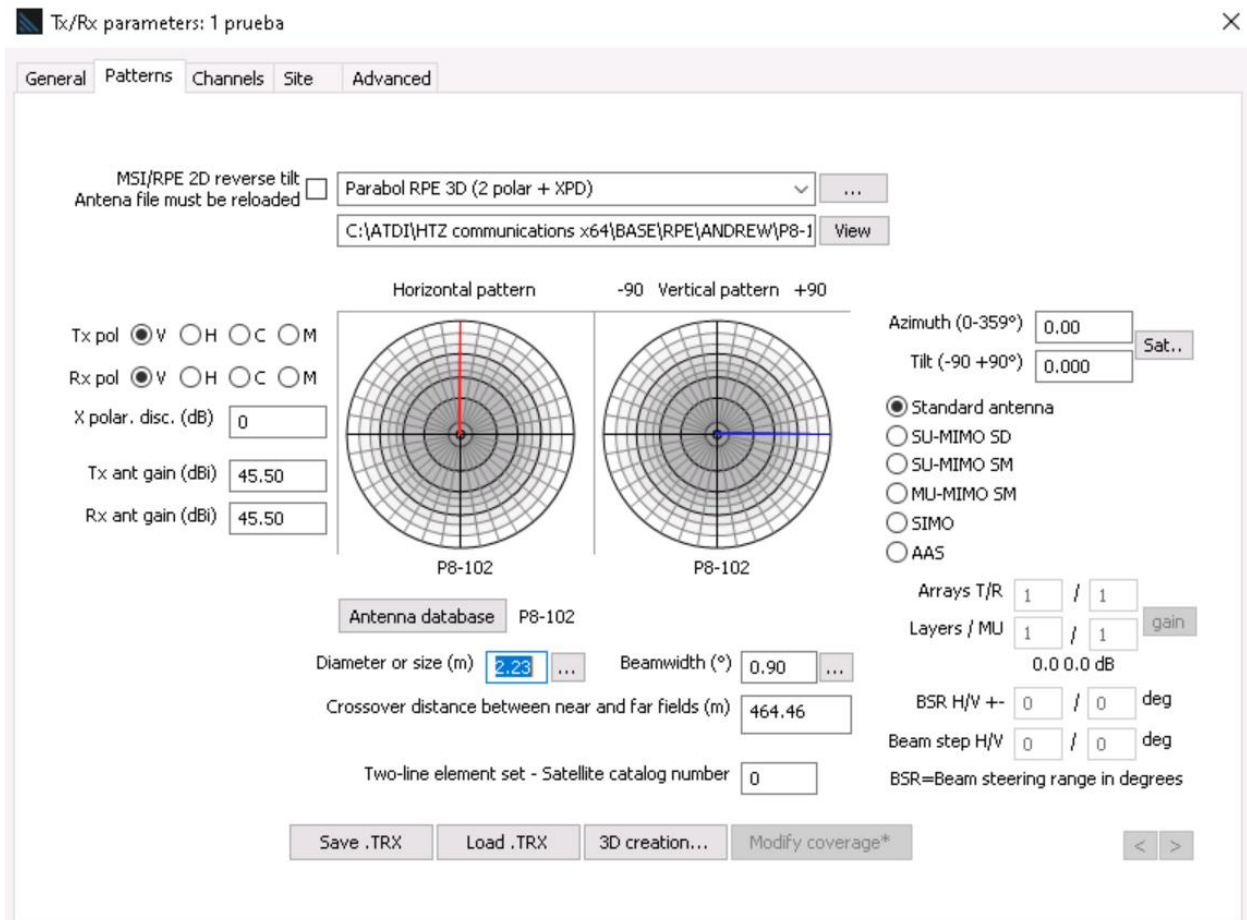 Tx/Rx parameters: 1 prueba
General Patterns Channels Site Advanced
MSI/RPE 2D reverse tilt
Antena file must be reloaded
Parabol RPE 3D (2 polar + XPD) ...
C:\ATDI\HTZ communications x64\BASE\RPE\ANDREW\P8-1 View
Horizontal pattern -90 Vertical pattern +90
Tx pol V H C M
Rx pol V H C M
X polar. disc. (dB) 0
Tx ant gain (dBi) 45.50
Rx ant gain (dBi) 45.50
P8-102 P8-102
Azimuth (0-359°) 0.00
Tilt (-90 +90°) 0.000
Sat..
Standard antenna
SU-MIMO SD
SU-MIMO SM
MU-MIMO SM
SIMO
AAS
Arrays T/R 1 / 1
Layers / MU 1 / 1
gain
0.0 0.0 dB
BSR H/V +- 0 / 0 deg
Beam step H/V 0 / 0 deg
BSR=Beam steering range in degrees
Antenna database P8-102
Diameter or size (m) 2.23 ... Beamwidth (°) 0.90 ...
Crossover distance between near and far fields (m) 464.46
Two-line element set - Satellite catalog number 0
Save .TRX Load .TRX 3D creation... Modify coverage* < >